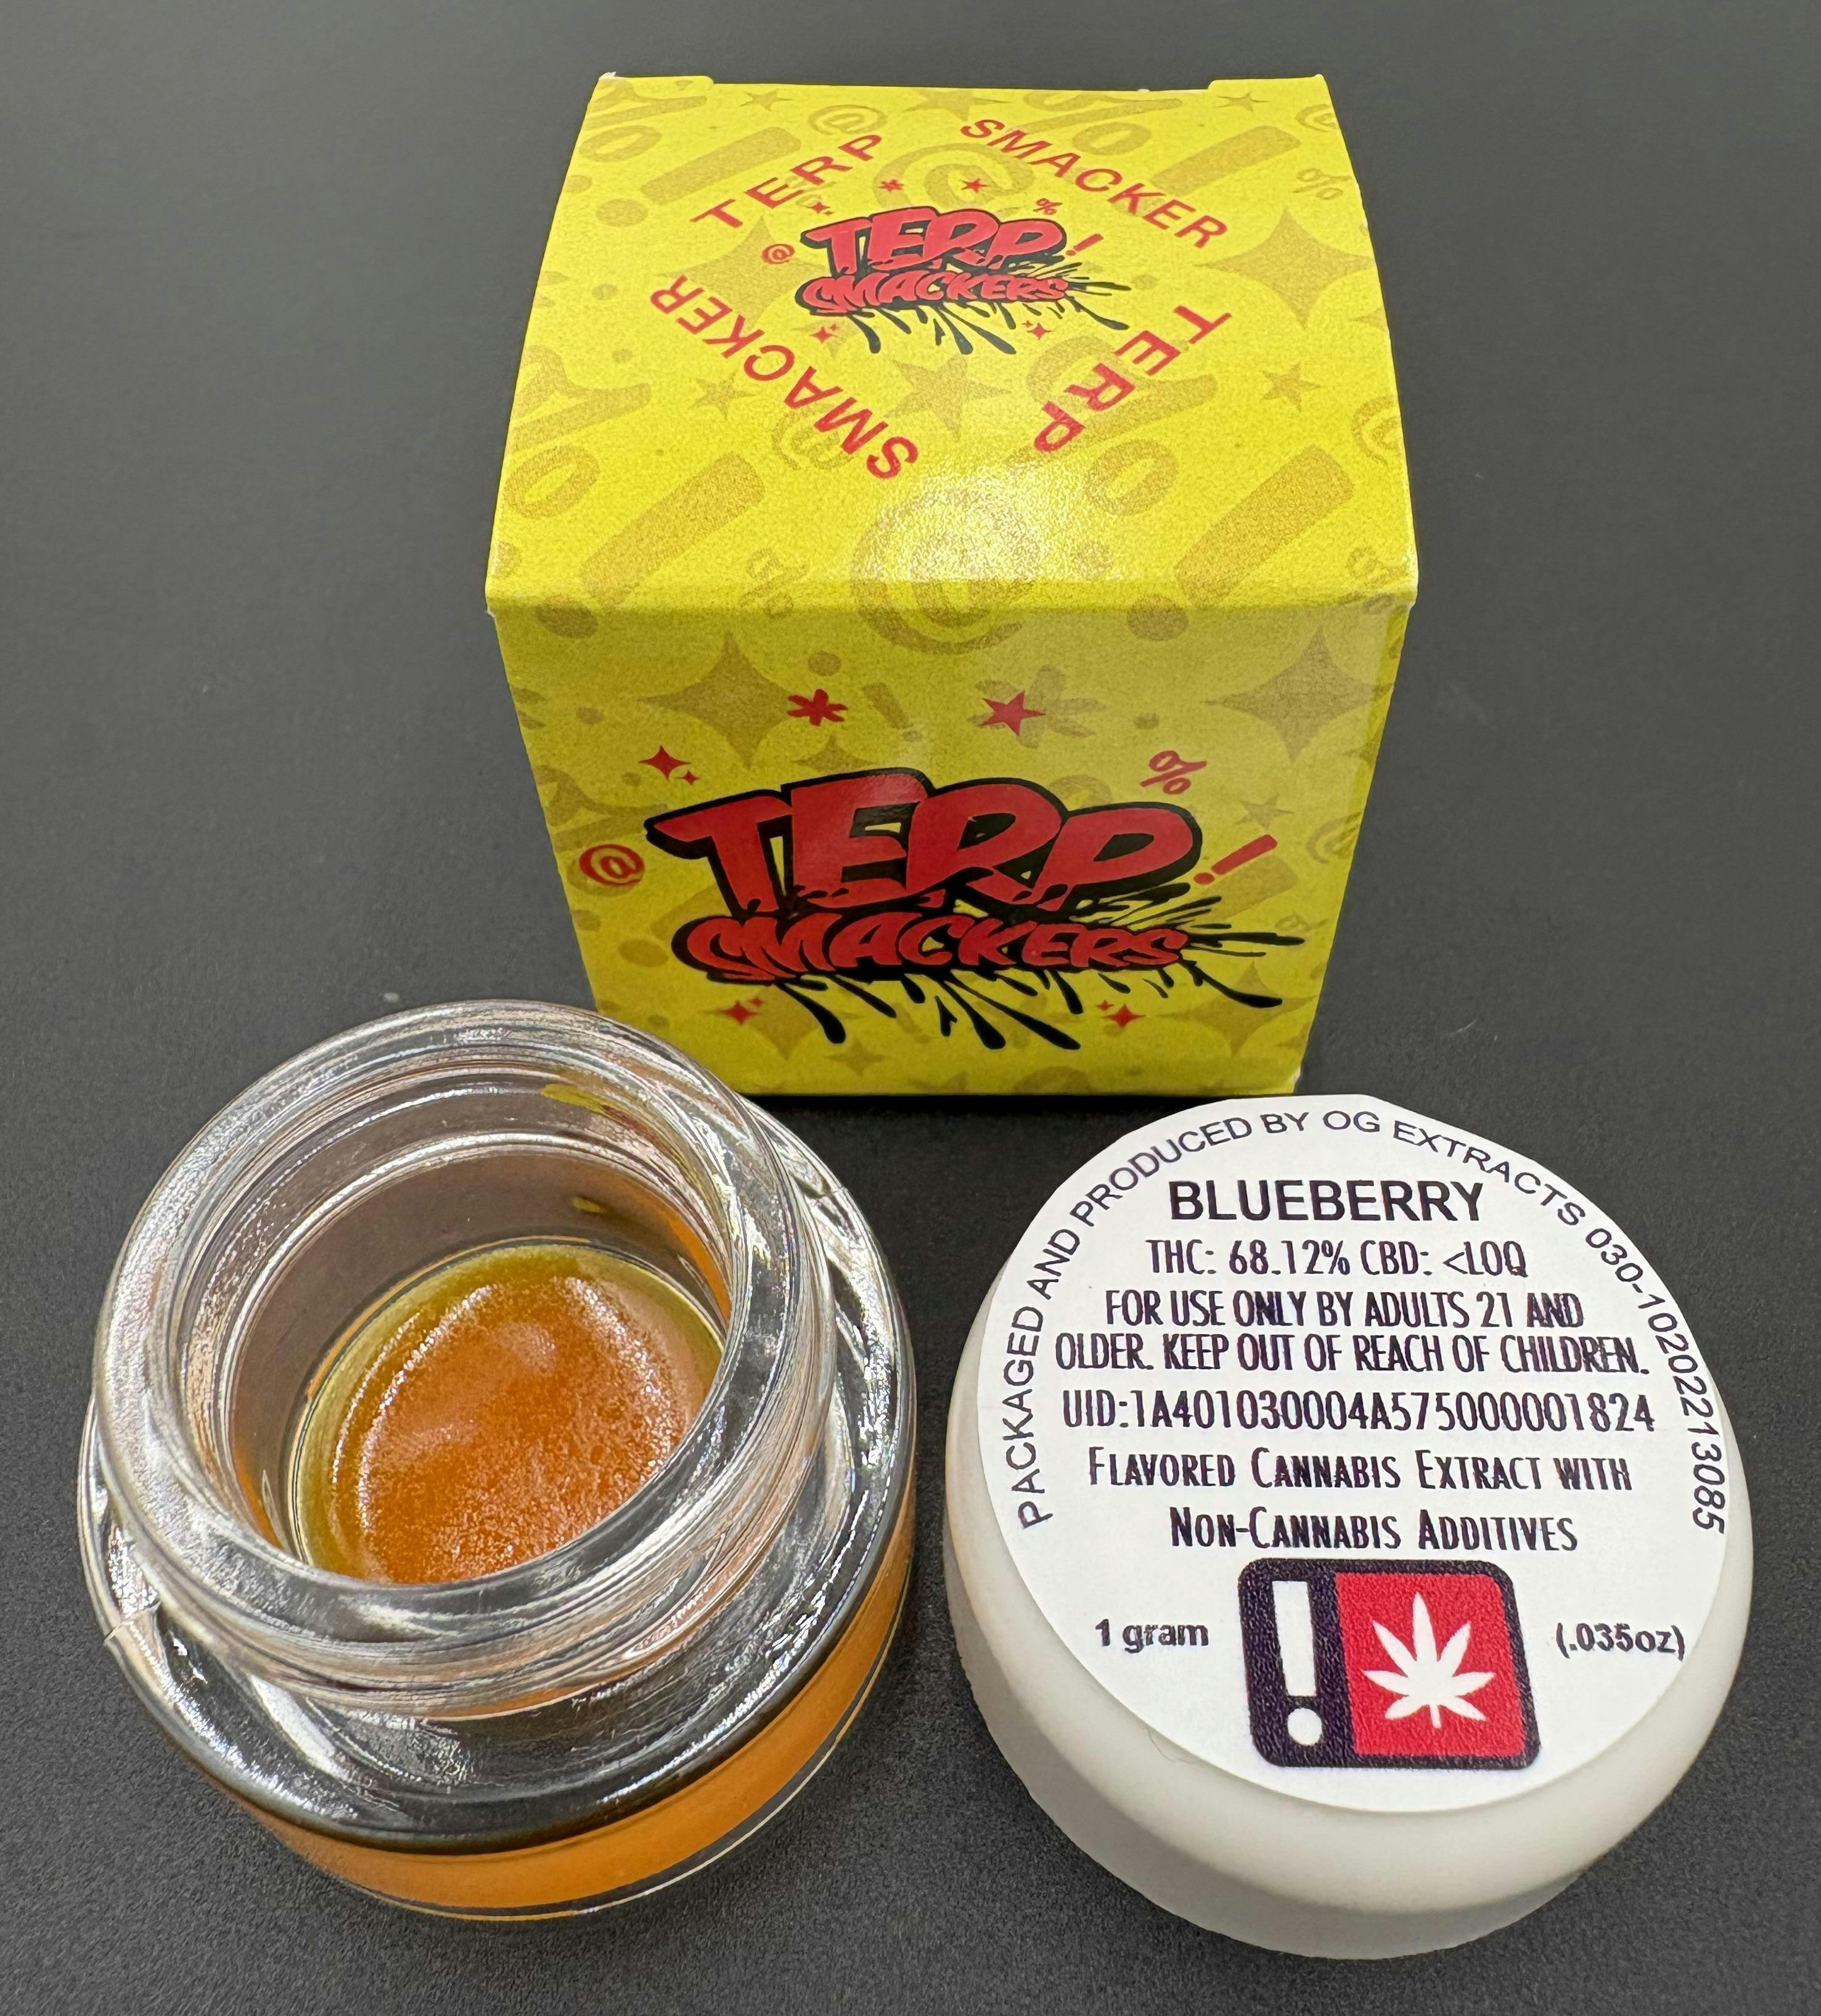 TERP SMACKER
TERP SMACKER
@ % !
TERP
SMACKERS
@ % !
TERP
SMACKERS
PACKAGED AND PRODUCED BY OG EXTRACTS 030-10202213085
BLUEBERRY
THC: 68.12% CBD: <LOQ
FOR USE ONLY BY ADULTS 21 AND
OLDER. KEEP OUT OF REACH OF CHILDREN.
UID:1A401030004A575000001824
FLAVORED CANNABIS EXTRACT WITH
NON-CANNABIS ADDITIVES
!
1 gram (.035oz)